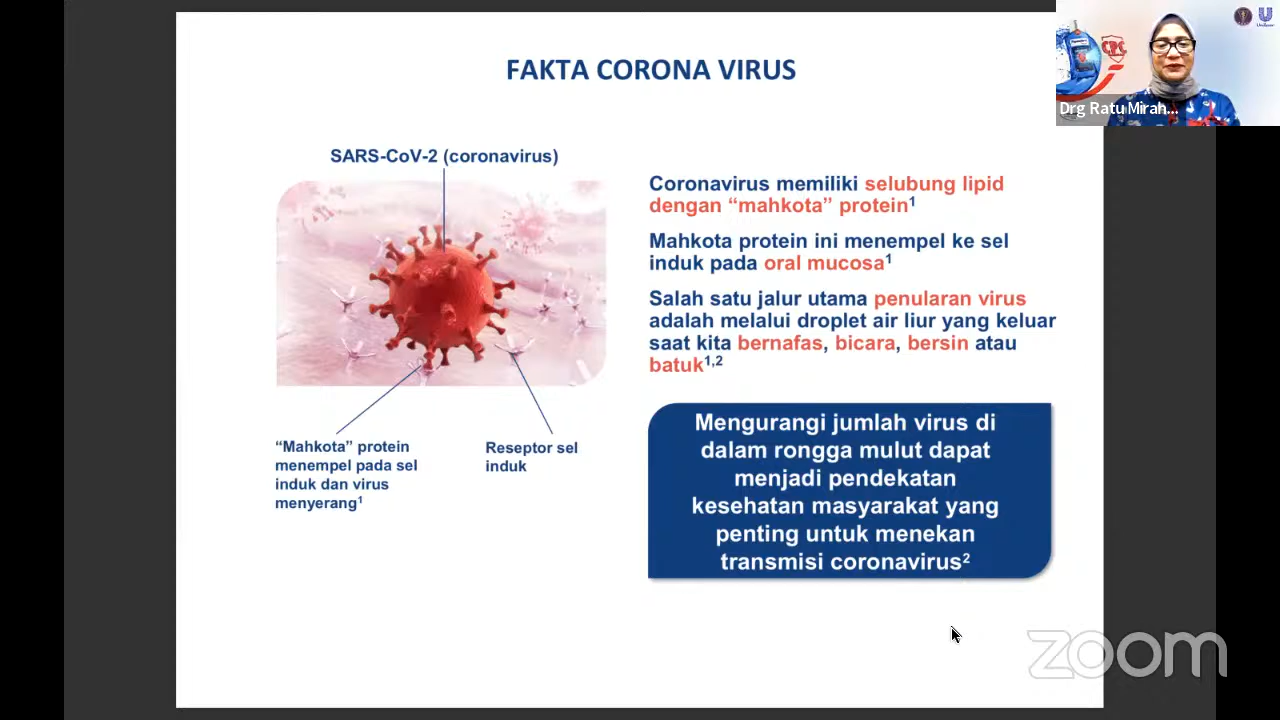 FAKTA CORONA VIRUS
Drg Ratu Mirah...
SARS-CoV-2 (coronavirus)
Coronavirus memiliki selubung lipid
dengan “mahkota” protein1
Mahkota protein ini menempel ke sel
induk pada oral mucosa1
Salah satu jalur utama penularan virus
adalah melalui droplet air liur yang keluar
saat kita bernafas, bicara, bersin atau
batuk1,2
“Mahkota” protein
menempel pada sel
induk dan virus
menyerang1
Reseptor sel
induk
Mengurangi jumlah virus di
dalam rongga mulut dapat
menjadi pendekatan
kesehatan masyarakat yang
penting untuk menekan
transmisi coronavirus2
zoom